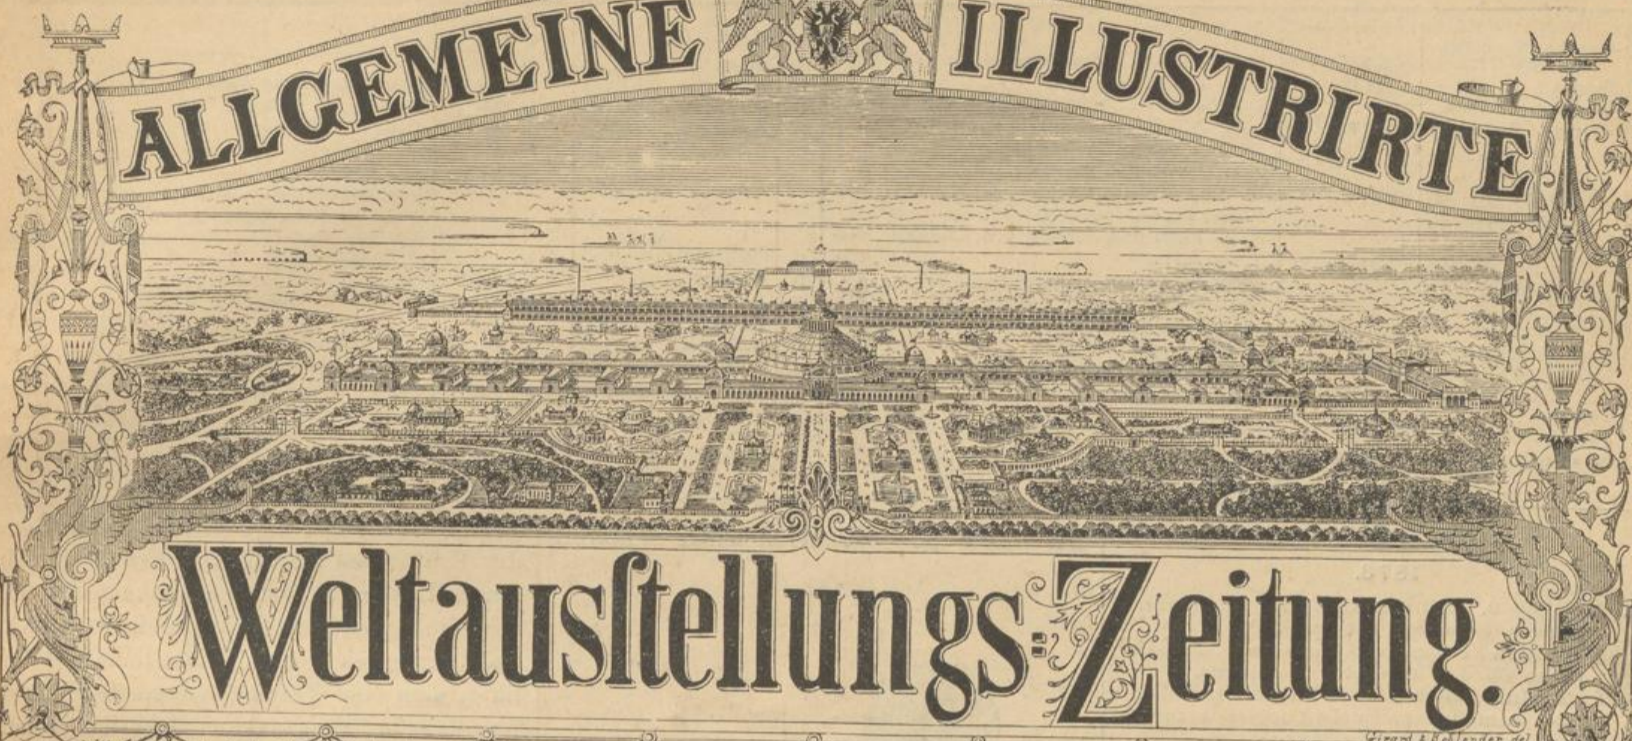 ALLGEMEINE ILLUSTRIRTE
Weltausſtellungs-Zeitung.